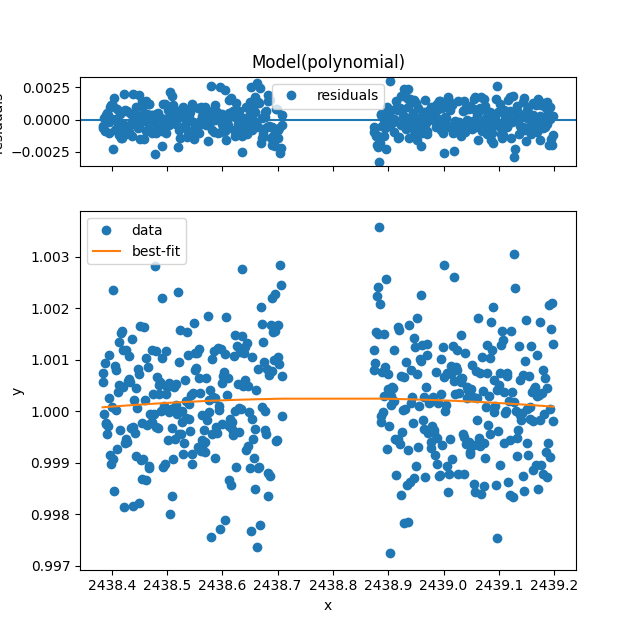 Model(polynomial)
0.0025
0.0000
−0.0025
residuals
residuals
data
best-fit
1.003
1.002
1.001
1.000
0.999
0.998
0.997
y
2438.4 2438.5 2438.6 2438.7 2438.8 2438.9 2439.0 2439.1 2439.2
x